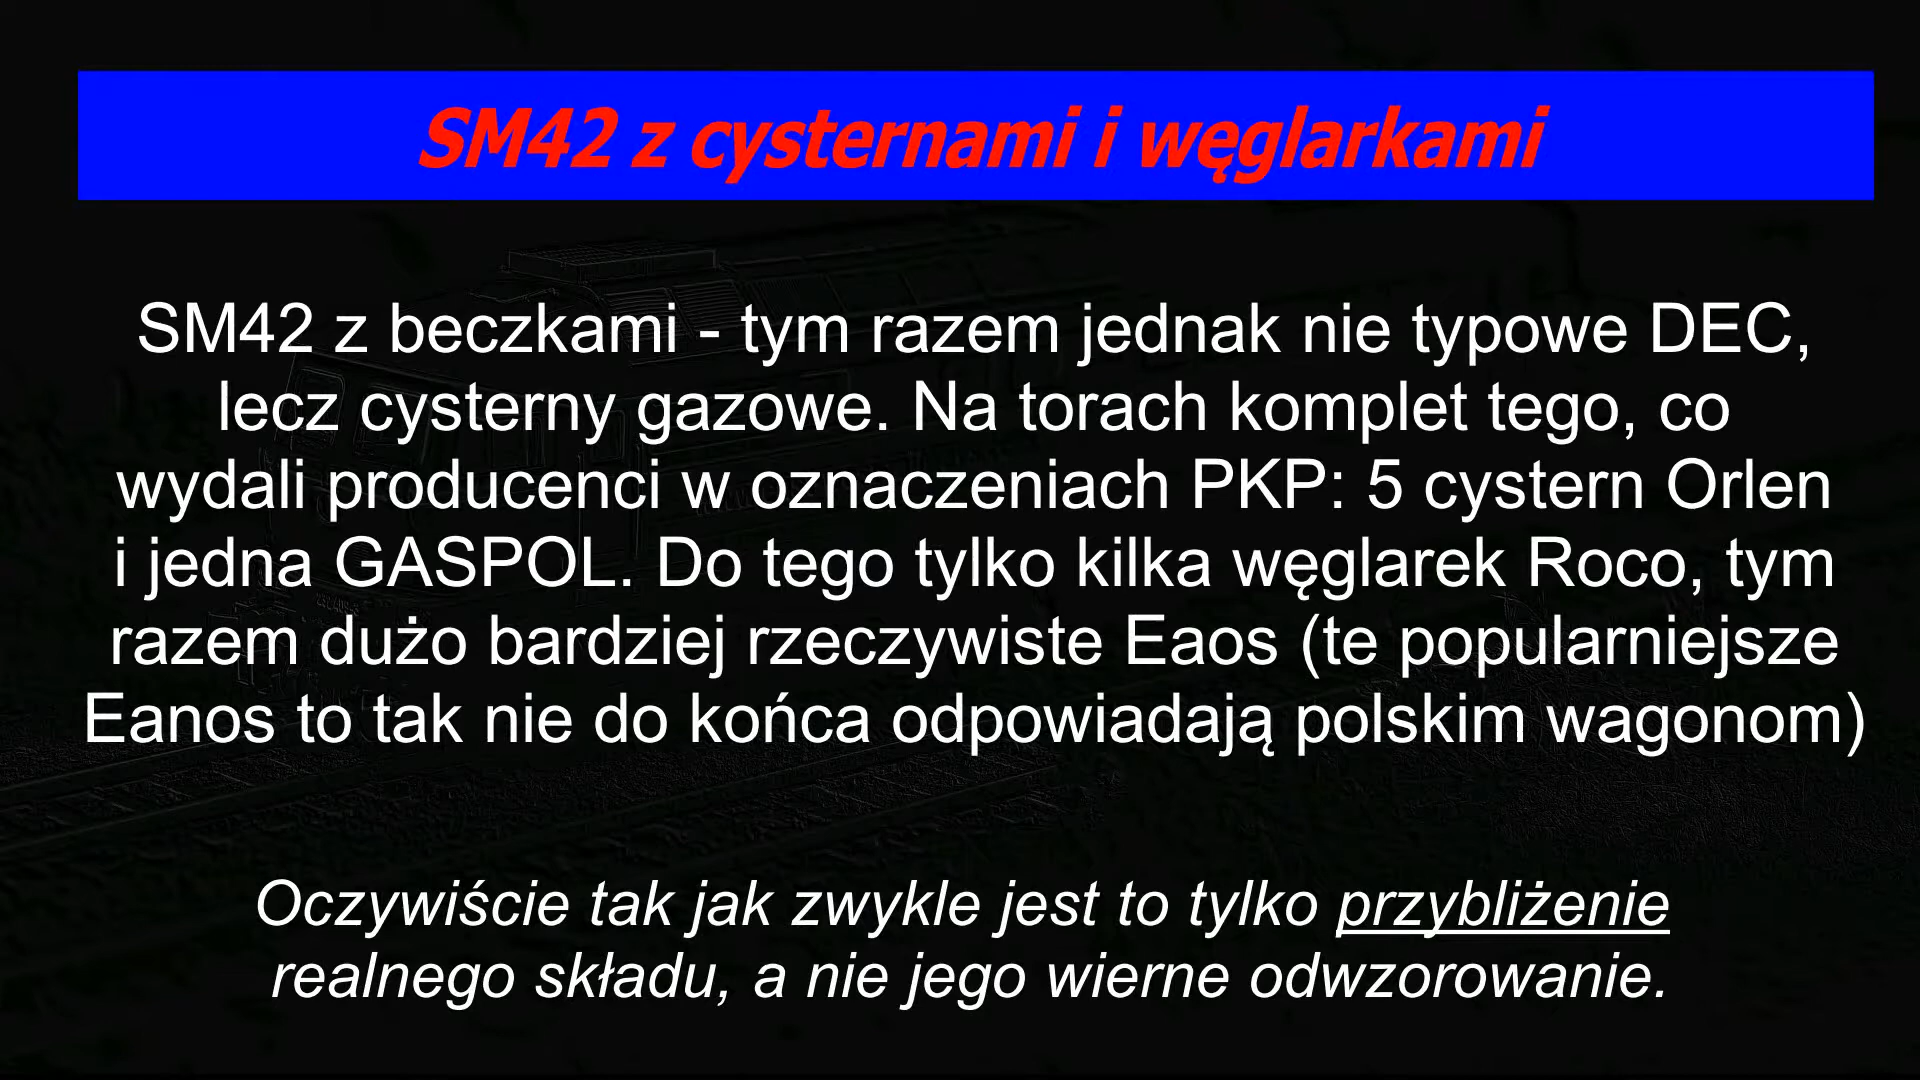 SM42 z cysternami i węglarkami
SM42 z beczkami - tym razem jednak nie typowe DEC,
lecz cysterny gazowe. Na torach komplet tego, co
wydali producenci w oznaczeniach PKP: 5 cystern Orlen
i jedna GASPOL. Do tego tylko kilka węglarek Roco, tym
razem dużo bardziej rzeczywiste Eaos (te popularniejsze
Eanos to tak nie do końca odpowiadają polskim wagonom)
Oczywiście tak jak zwykle jest to tylko przybliżenie
realnego składu, a nie jego wierne odwzorowanie.